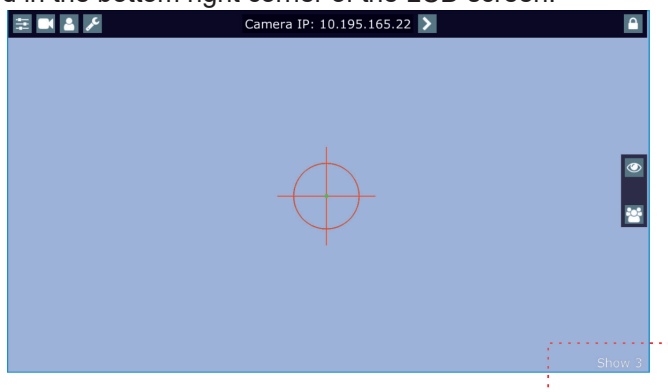 d in the bottom right corner of the LCD screen.
Camera IP: 10.195.165.22
Show 3